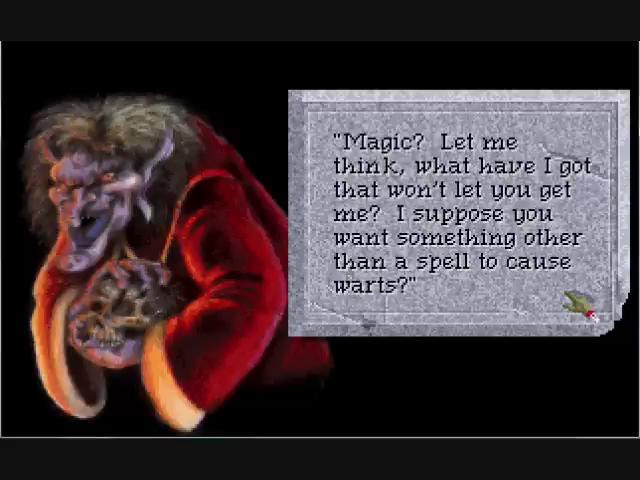 "Magic? Let me
think, what have I got
that won't let you get
me? I suppose you
want something other
than a spell to cause
warts?"